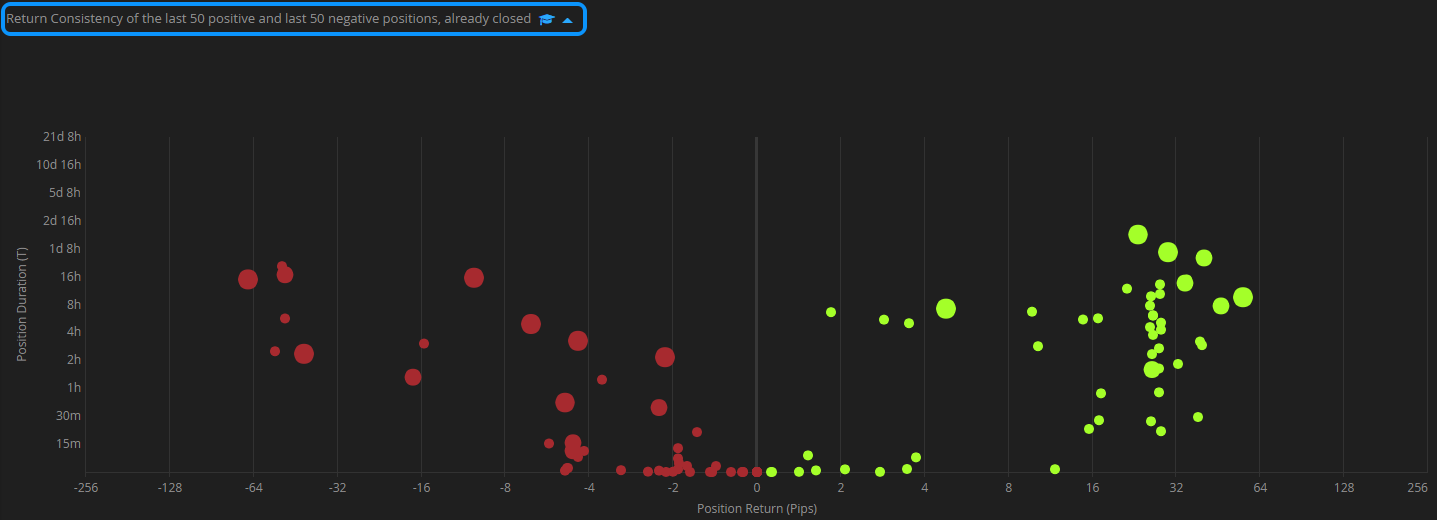 Return Consistency of the last 50 positive and last 50 negative positions, already closed
21d 8h
10d 16h
5d 8h
2d 16h
1d 8h
16h
8h
4h
2h
1h
30m
15m
Position Duration (T)
-256 -128 -64 -32 -16 -8 -4 -2 0 2 4 8 16 32 64 128 256
Position Return (Pips)